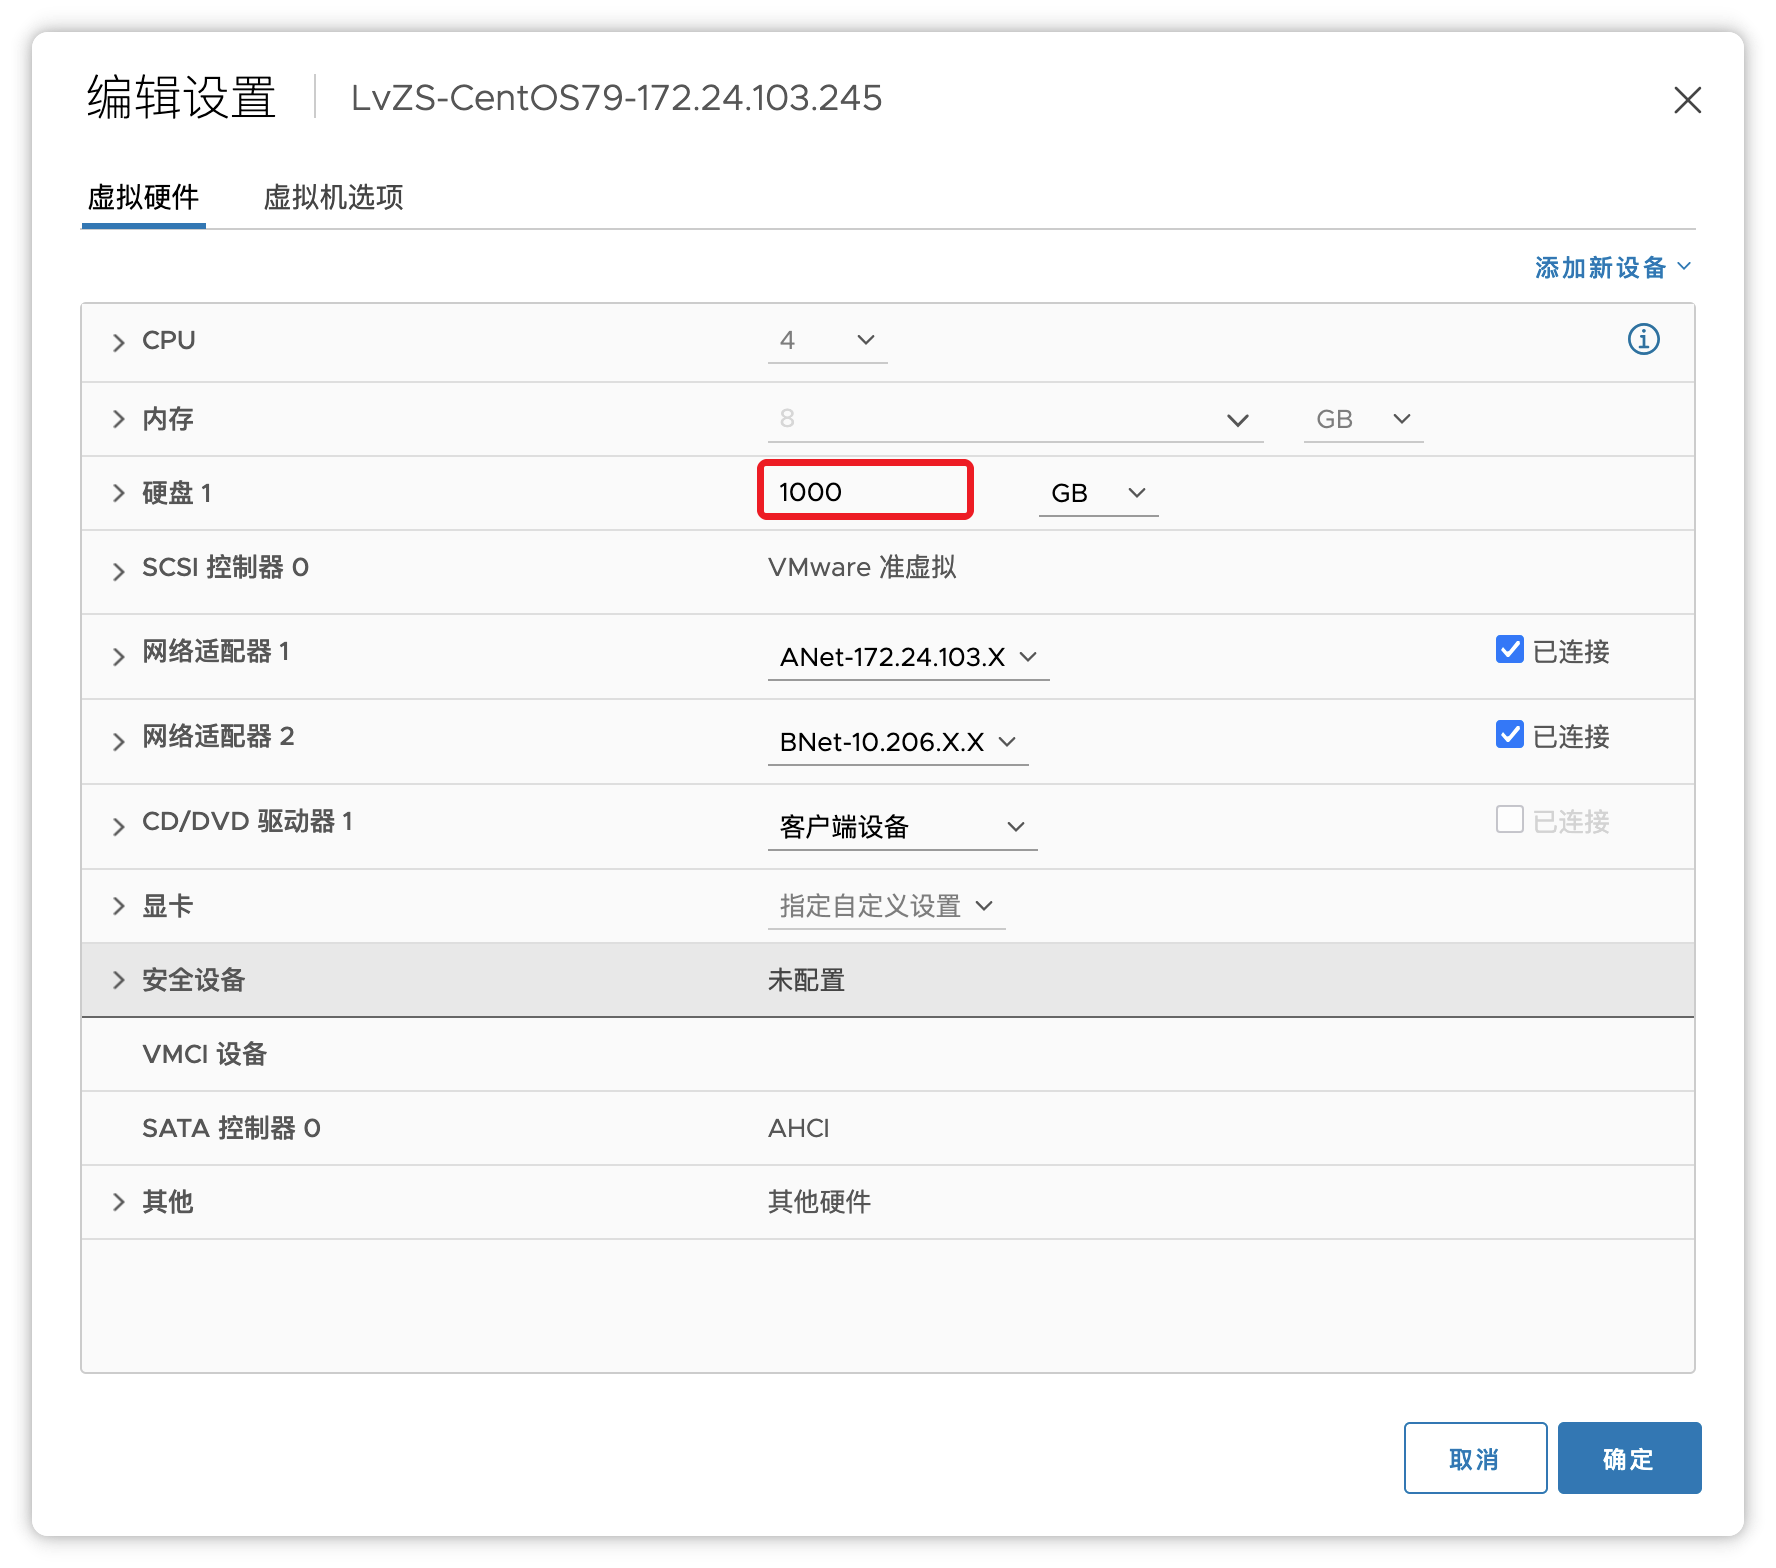 编辑设置 LvZS-CentOS79-172.24.103.245
虚拟硬件 虚拟机选项
添加新设备
CPU 4
内存 8 GB
硬盘 1 1000 GB
SCSI 控制器 0 VMware 准虚拟
网络适配器 1 ANet-172.24.103.X 已连接
网络适配器 2 BNet-10.206.X.X 已连接
CD/DVD 驱动器 1 客户端设备 已连接
显卡 指定自定义设置
安全设备 未配置
VMCI 设备
SATA 控制器 0 AHCI
其他 其他硬件
取消 确定